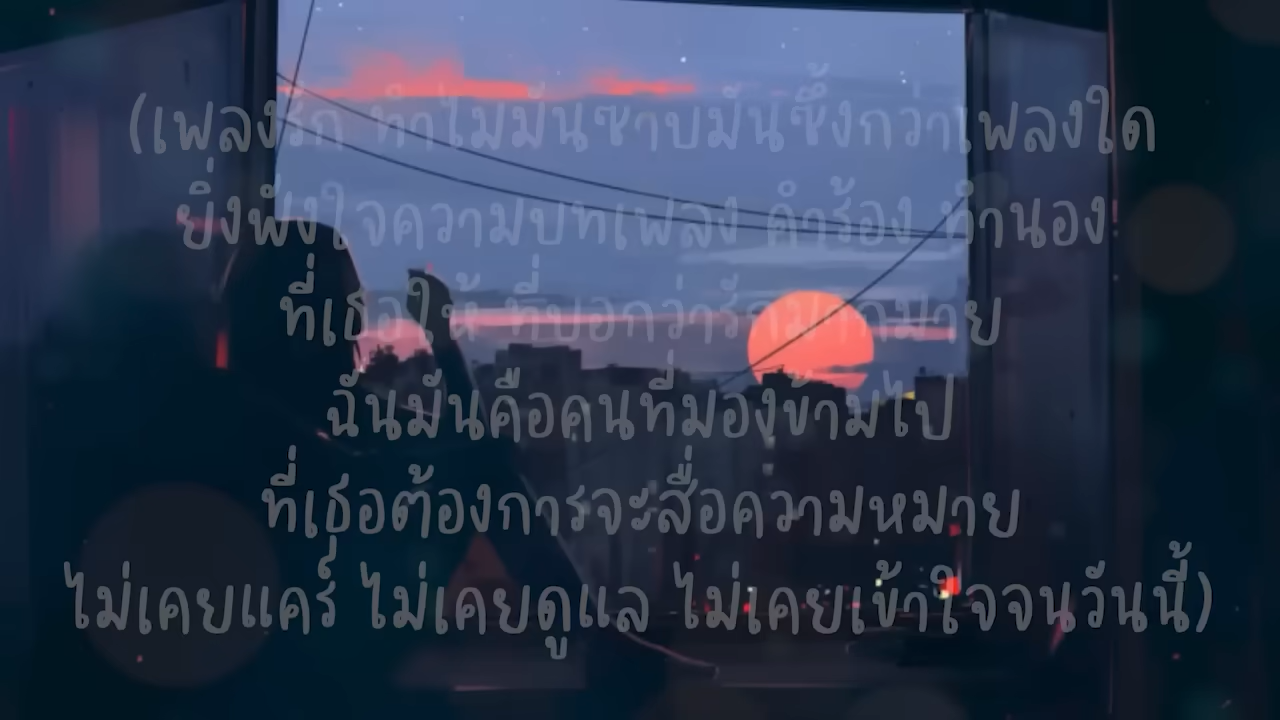 (เพลงรัก ทำไมมันซาบมันซึ้งกว่าเพลงใด
ยิ่งฟังใจความบทเพลง คำร้อง ทำนอง
ที่เธอให้ ที่บอกว่ารักมากมาย
ฉันมันคือคนที่มองข้ามไป
ที่เธอต้องการจะสื่อความหมาย
ไม่เคยแคร์ ไม่เคยดูแล ไม่เคยเข้าใจจนวันนี้)